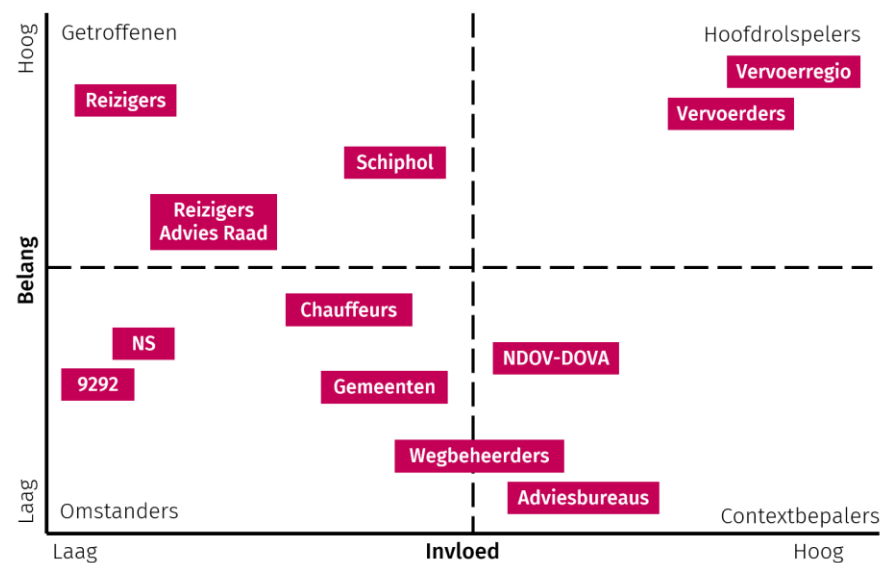 Hoog
Getroffenen
Hoofdrolspelers
Vervoerregio
Reizigers
Vervoerders
Schiphol
Reizigers
Advies Raad
Belang
Chauffeurs
NS
NDOV-DOVA
9292
Gemeenten
Wegbeheerders
Adviesbureaus
Laag
Omstanders
Contextbepalers
Laag
Invloed
Hoog